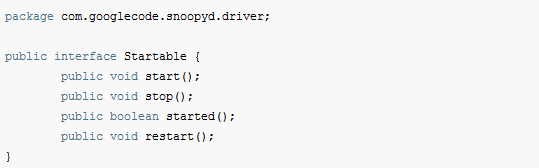 package com.googlecode.snoopyd.driver;
public interface Startable {
public void start();
public void stop();
public boolean started();
public void restart();
}